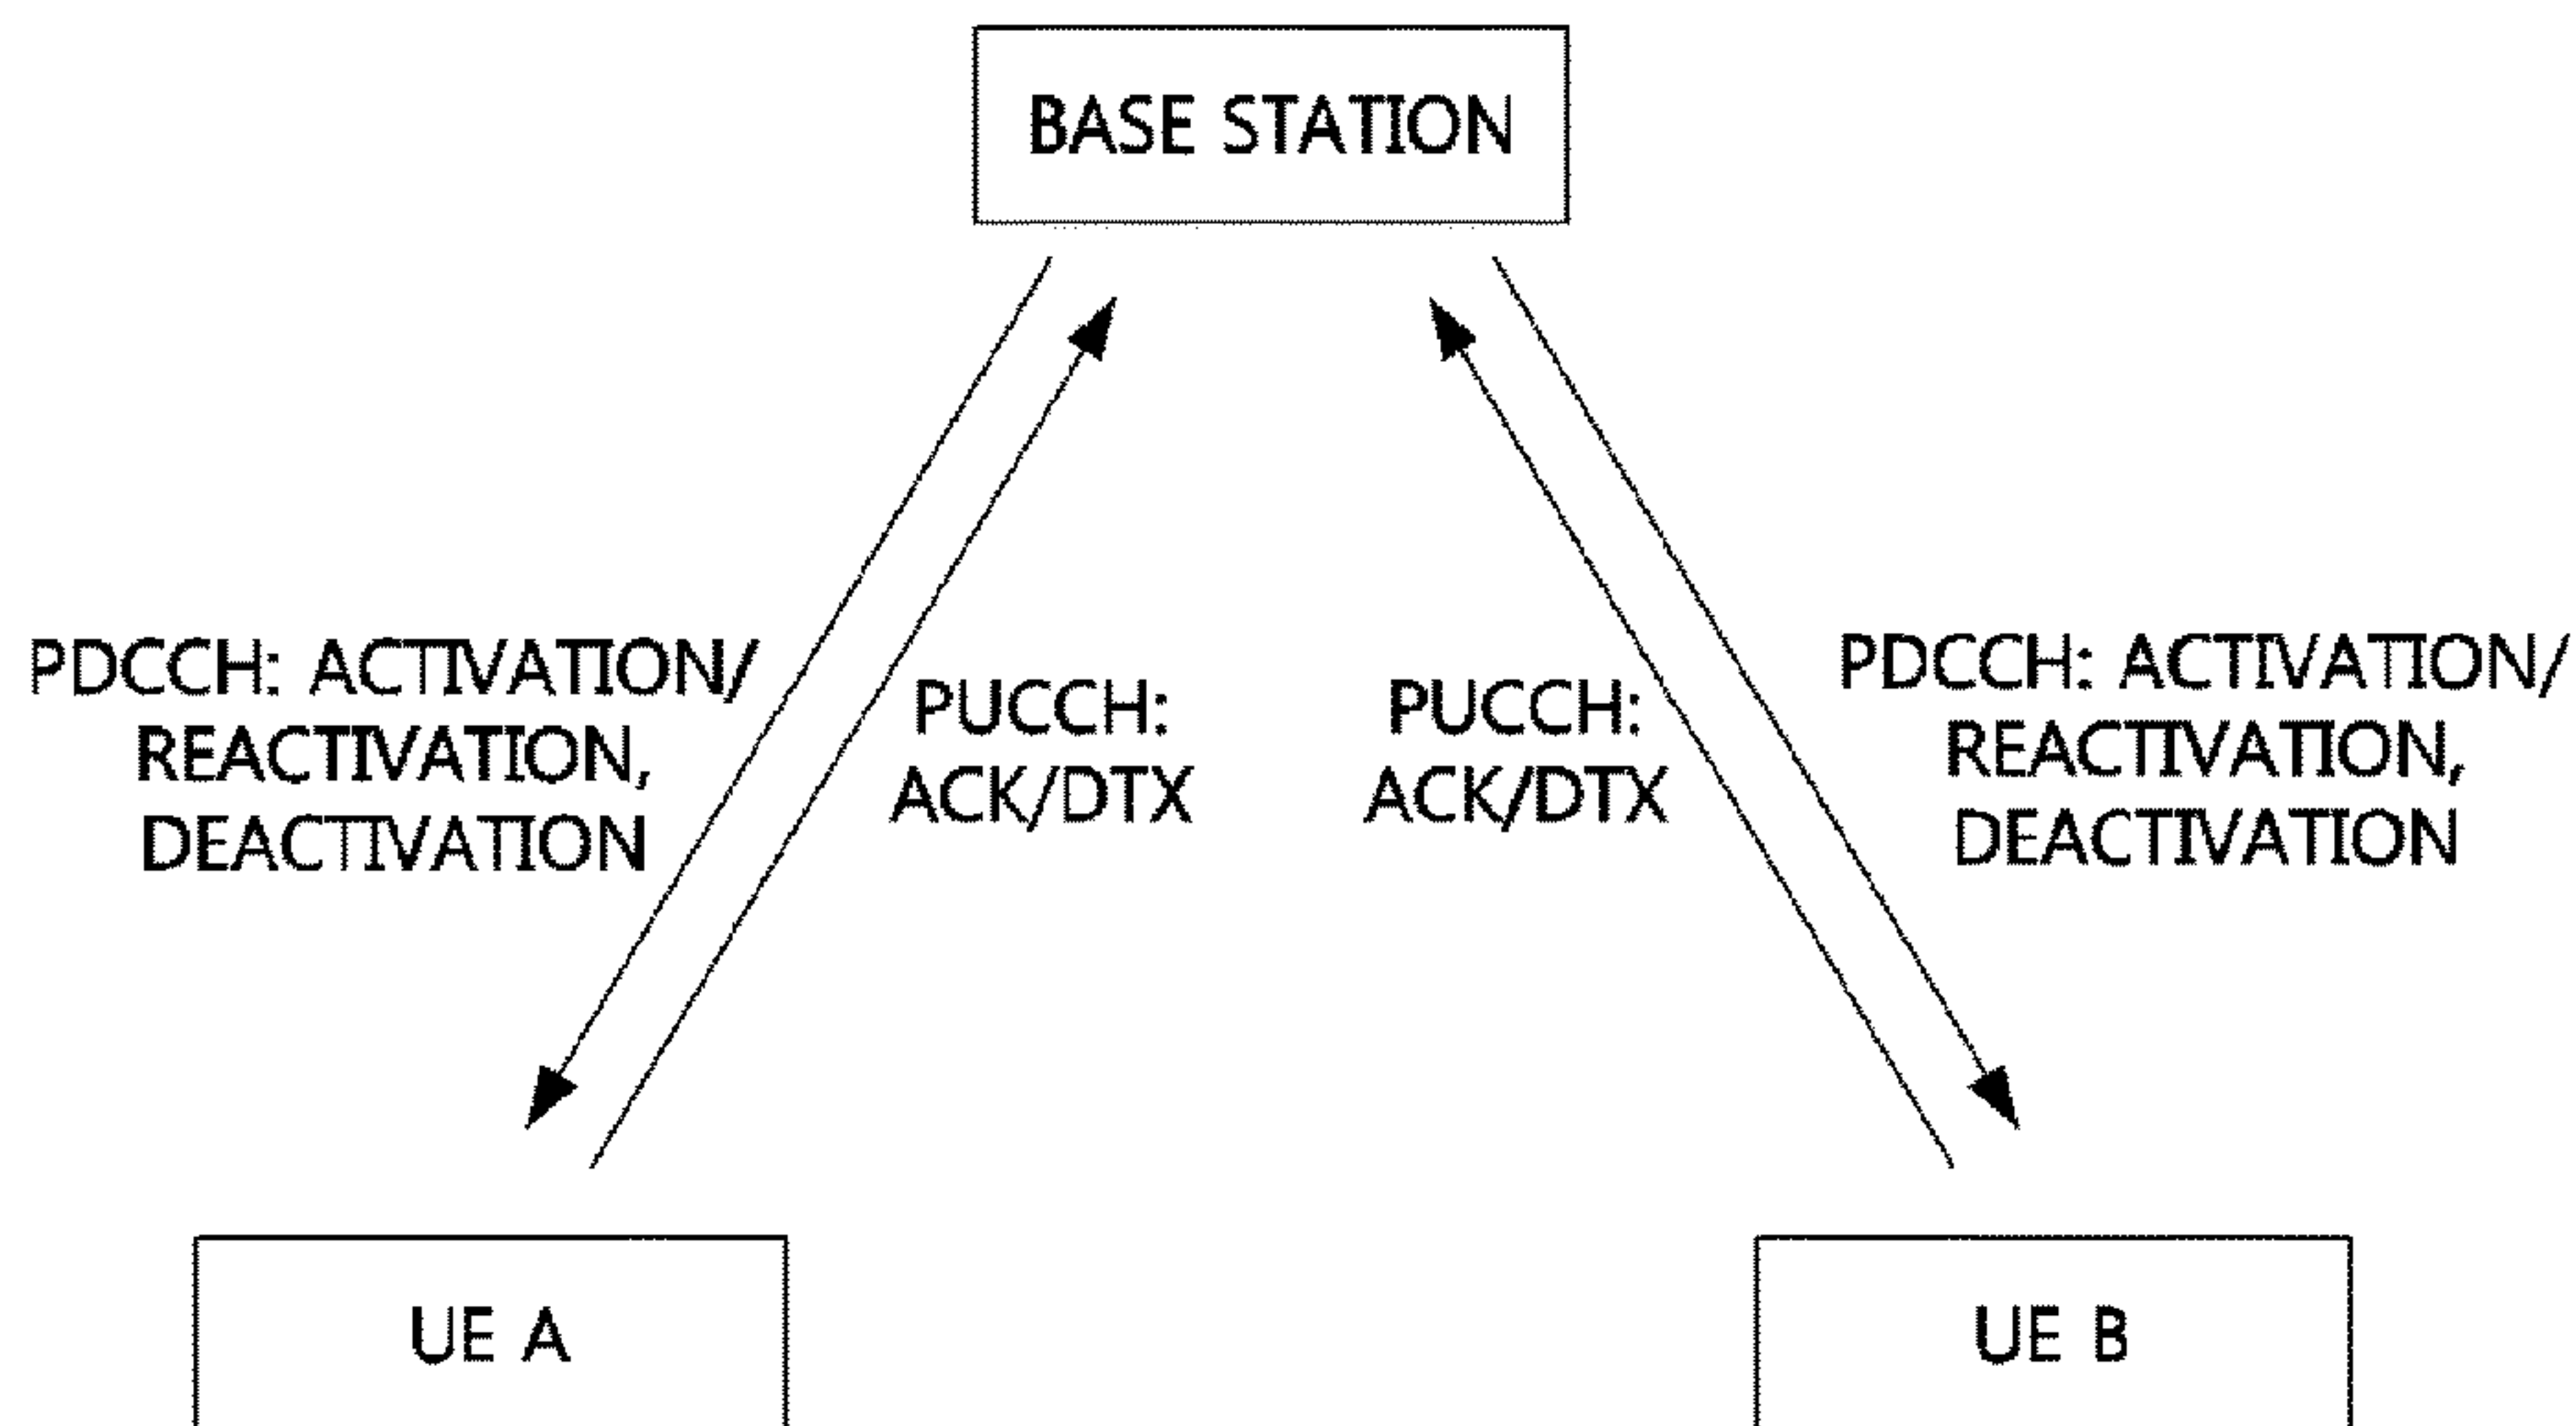 BASE STATION
PDCCH: ACTIVATION/
REACTIVATION,
DEACTIVATION
PUCCH:
ACK/DTX
PUCCH:
ACK/DTX
PDCCH: ACTIVATION/
REACTIVATION,
DEACTIVATION
UE A
UE B